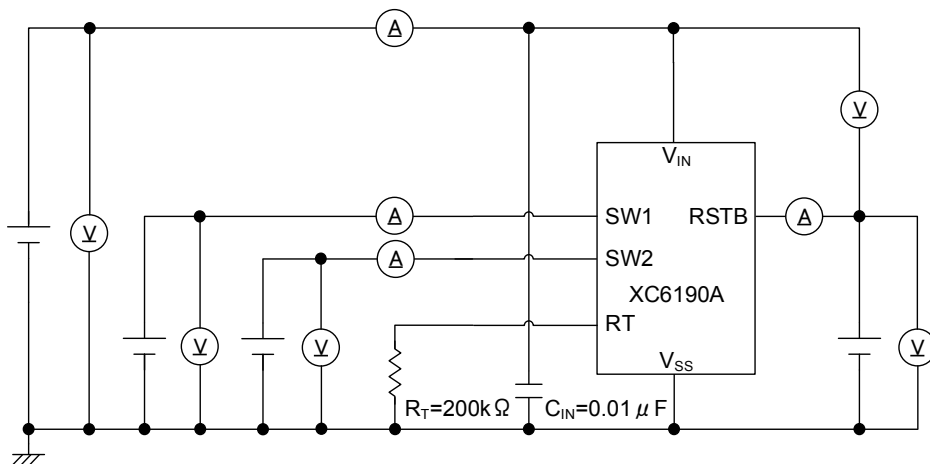 A
V
V_IN
SW1
RSTB
A
A
V
SW2
A
XC6190A
RT
V
V
V
V_SS
R_T=200kΩ
C_IN=0.01μF